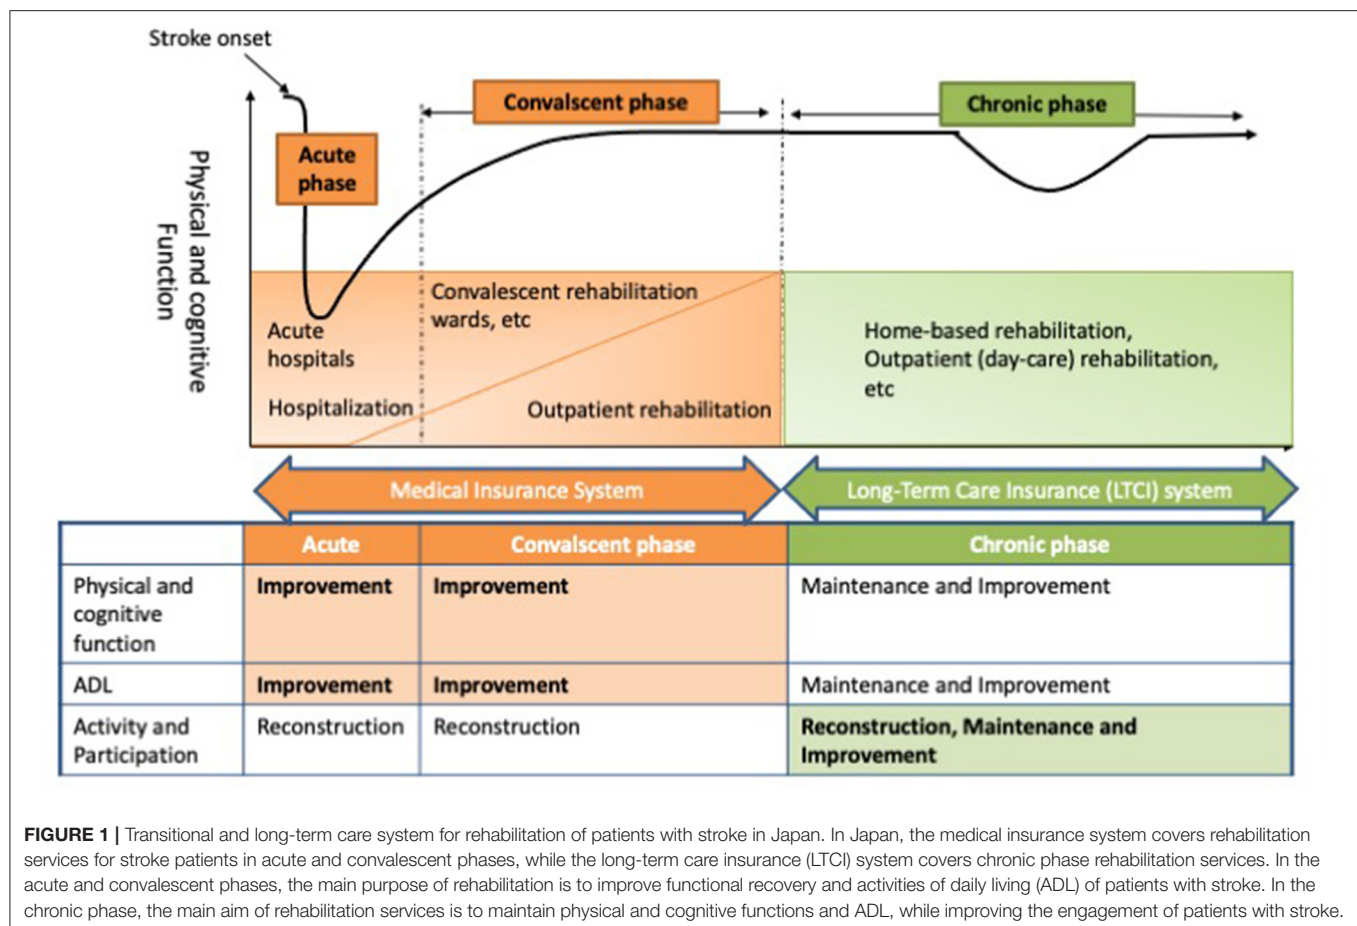 Stroke onset
Convalscent phase
Chronic phase
Acute
phase
Physical and cognitive
Function
Convalescent rehabilitation
wards, etc
Acute
hospitals
Hospitalization
Outpatient rehabilitation
Home-based rehabilitation,
Outpatient (day-care) rehabilitation,
etc
Medical Insurance System
Long-Term Care Insurance (LTCI) system
Acute
Convalscent phase
Chronic phase
Physical and
cognitive
function
Improvement
Improvement
Maintenance and Improvement
ADL
Improvement
Improvement
Maintenance and Improvement
Activity and
Participation
Reconstruction
Reconstruction
Reconstruction, Maintenance and
Improvement
FIGURE 1 | Transitional and long-term care system for rehabilitation of patients with stroke in Japan. In Japan, the medical insurance system covers rehabilitation
services for stroke patients in acute and convalescent phases, while the long-term care insurance (LTCI) system covers chronic phase rehabilitation services. In the
acute and convalescent phases, the main purpose of rehabilitation is to improve functional recovery and activities of daily living (ADL) of patients with stroke. In the
chronic phase, the main aim of rehabilitation services is to maintain physical and cognitive functions and ADL, while improving the engagement of patients with stroke.